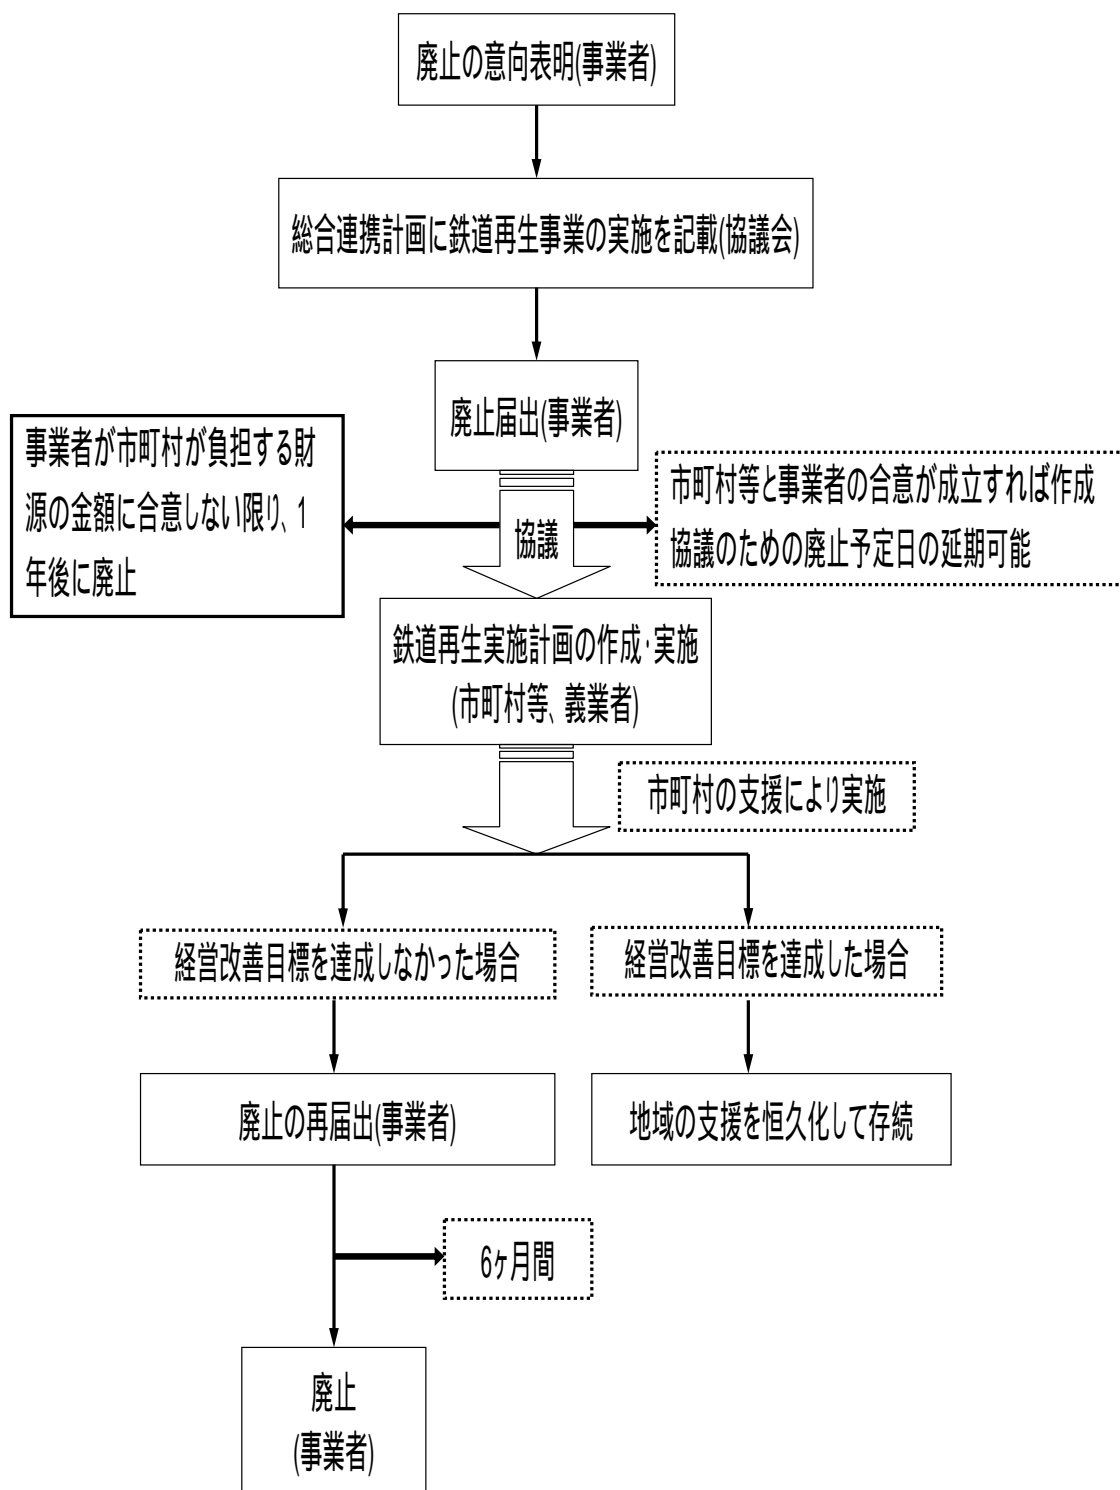 廃止の意向表明(事業者)
総合連携計画に鉄道再生事業の実施を記載(協議会)
廃止届出(事業者)
事業者が市町村が負担する財
源の金額に合意しない限り、1
年後に廃止
協議
市町村等と事業者の合意が成立すれば作成
協議のための廃止予定日の延期可能
鉄道再生実施計画の作成・実施
(市町村等、義業者)
市町村の支援により実施
経営改善目標を達成しなかった場合
経営改善目標を達成した場合
廃止の再届出(事業者)
地域の支援を恒久化して存続
6ヶ月間
廃止
(事業者)